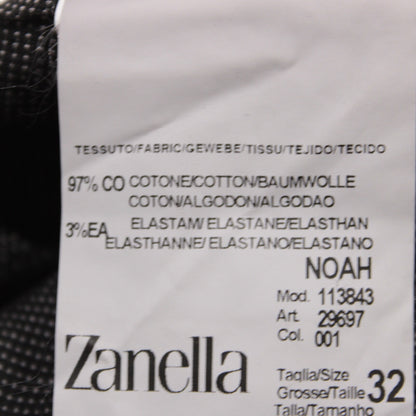 TESSUTO/FABRIC/GEWEBE/TISSU/TEJIDO/TECIDO
97% CO COTONE/COTTON/BAUMWOLLE
COTON/ALGODON/ALGODAO
3%EA ELASTAM/ ELASTANE/ELASTHAN
ELASTHANNE/ ELASTANO/ELASTANO
NOAH
Mod. 113843
Art. 29697
Col. 001
Zanella
Taglia/Size 32
Grosse/Taille
Talla/Tamanho